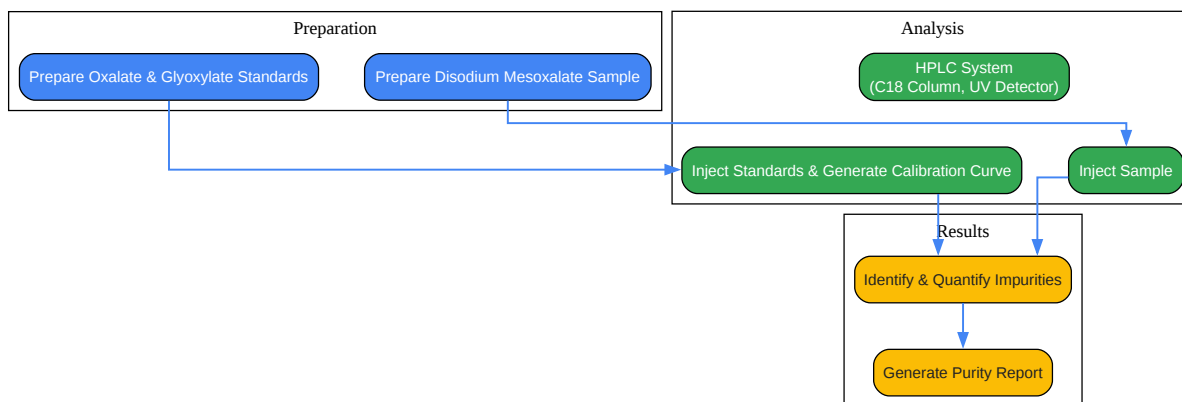 Preparation
Prepare Oxalate & Glyoxylate Standards
Prepare Disodium Mesoxalate Sample
Analysis
HPLC System
(C18 Column, UV Detector)
Inject Standards & Generate Calibration Curve
Inject Sample
Results
Identify & Quantify Impurities
Generate Purity Report